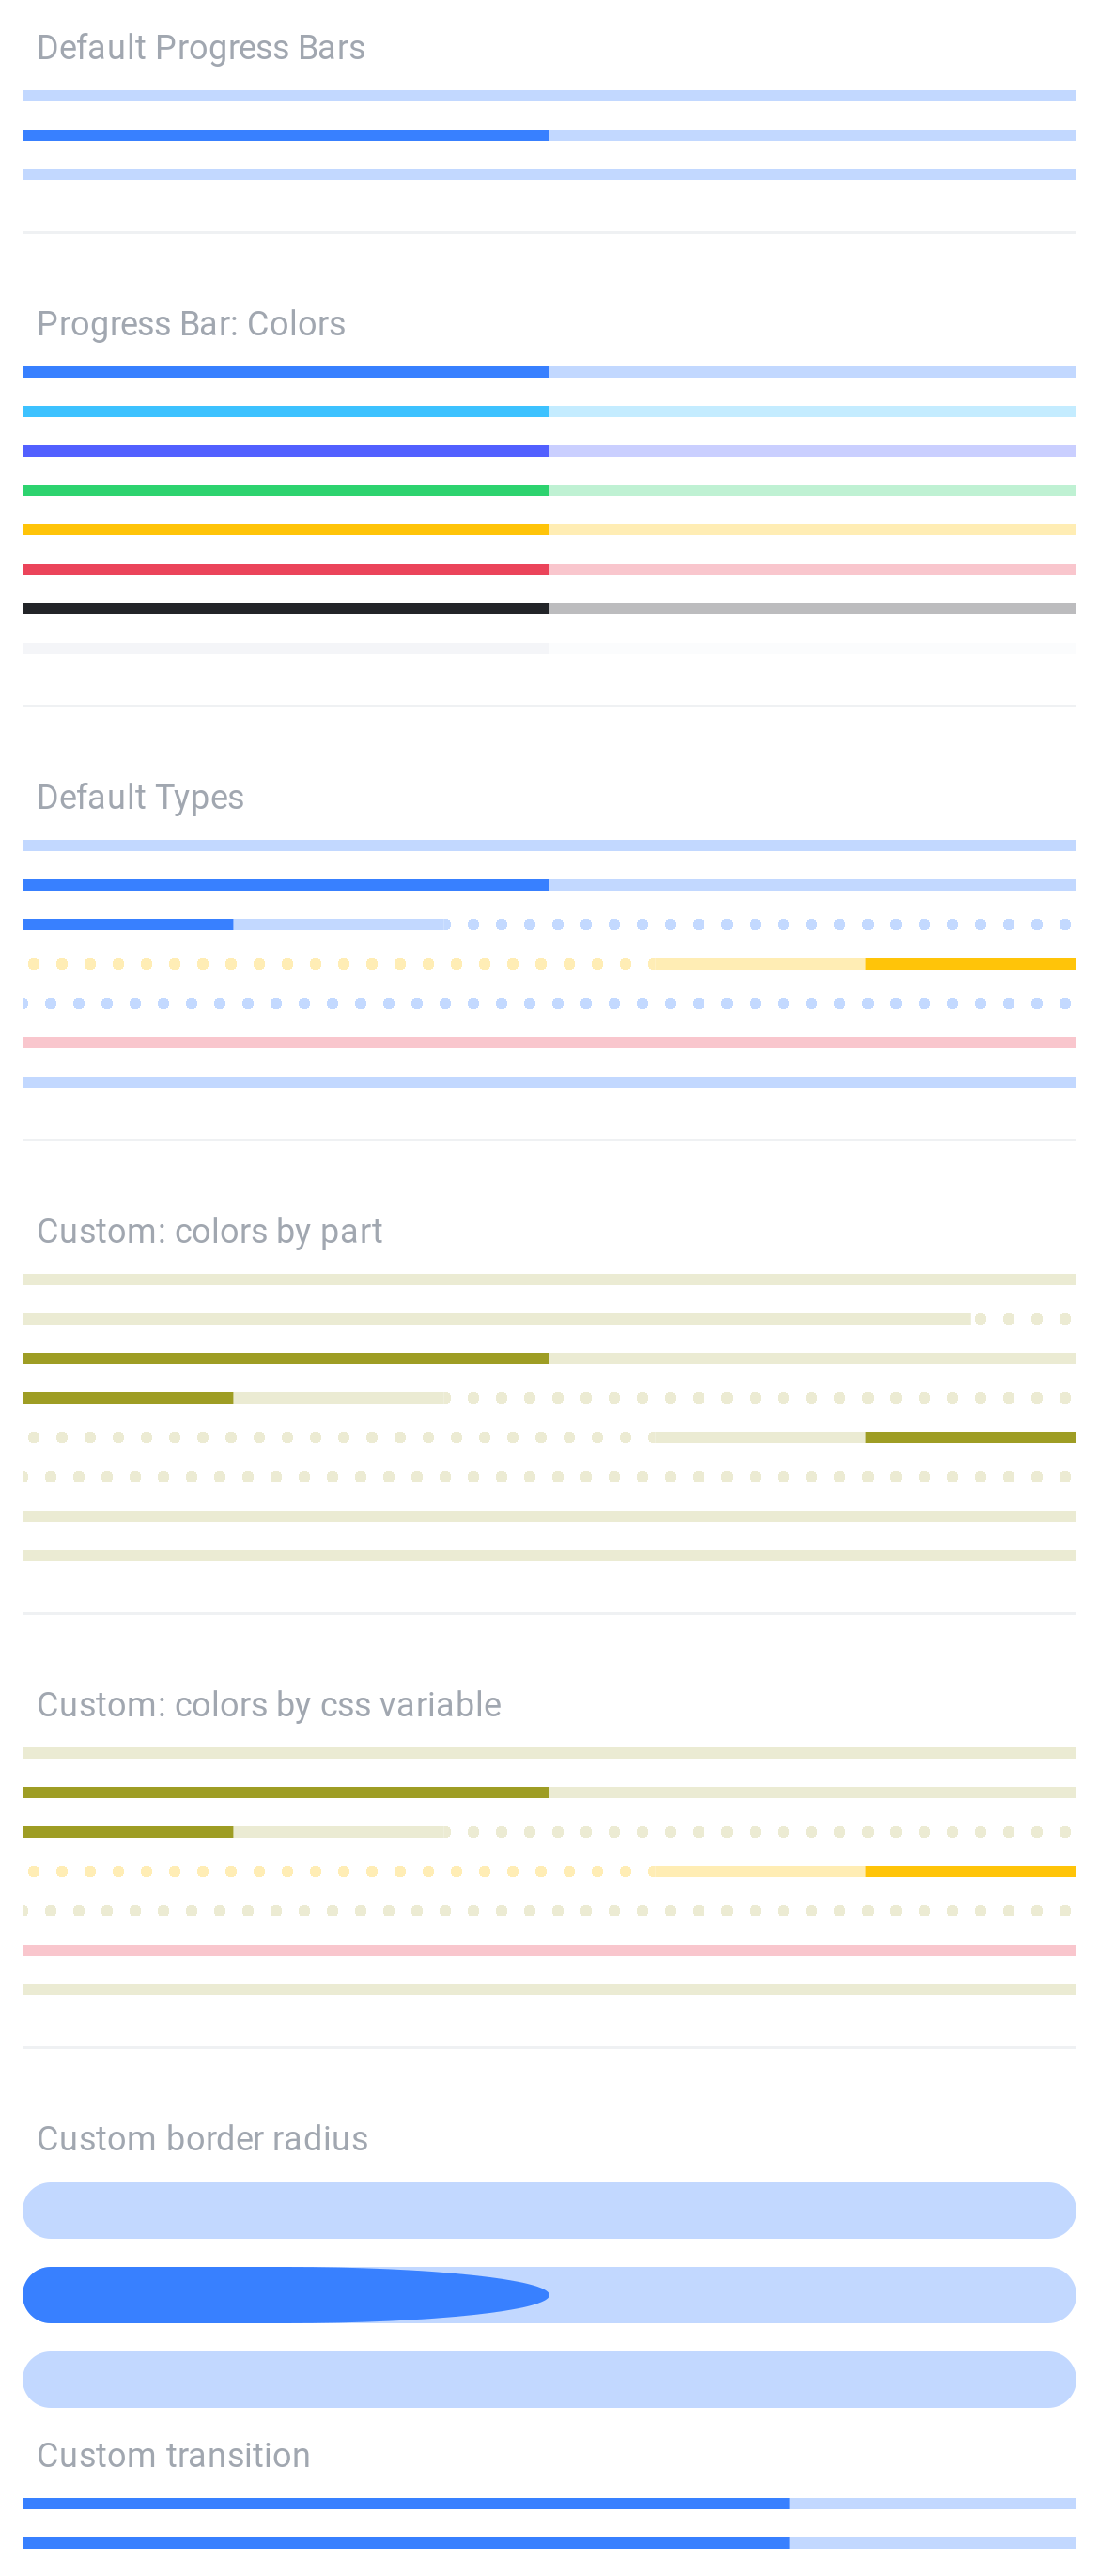 Default Progress Bars
Progress Bar: Colors
Default Types
Custom: colors by part
Custom: colors by css variable
Custom border radius
Custom transition